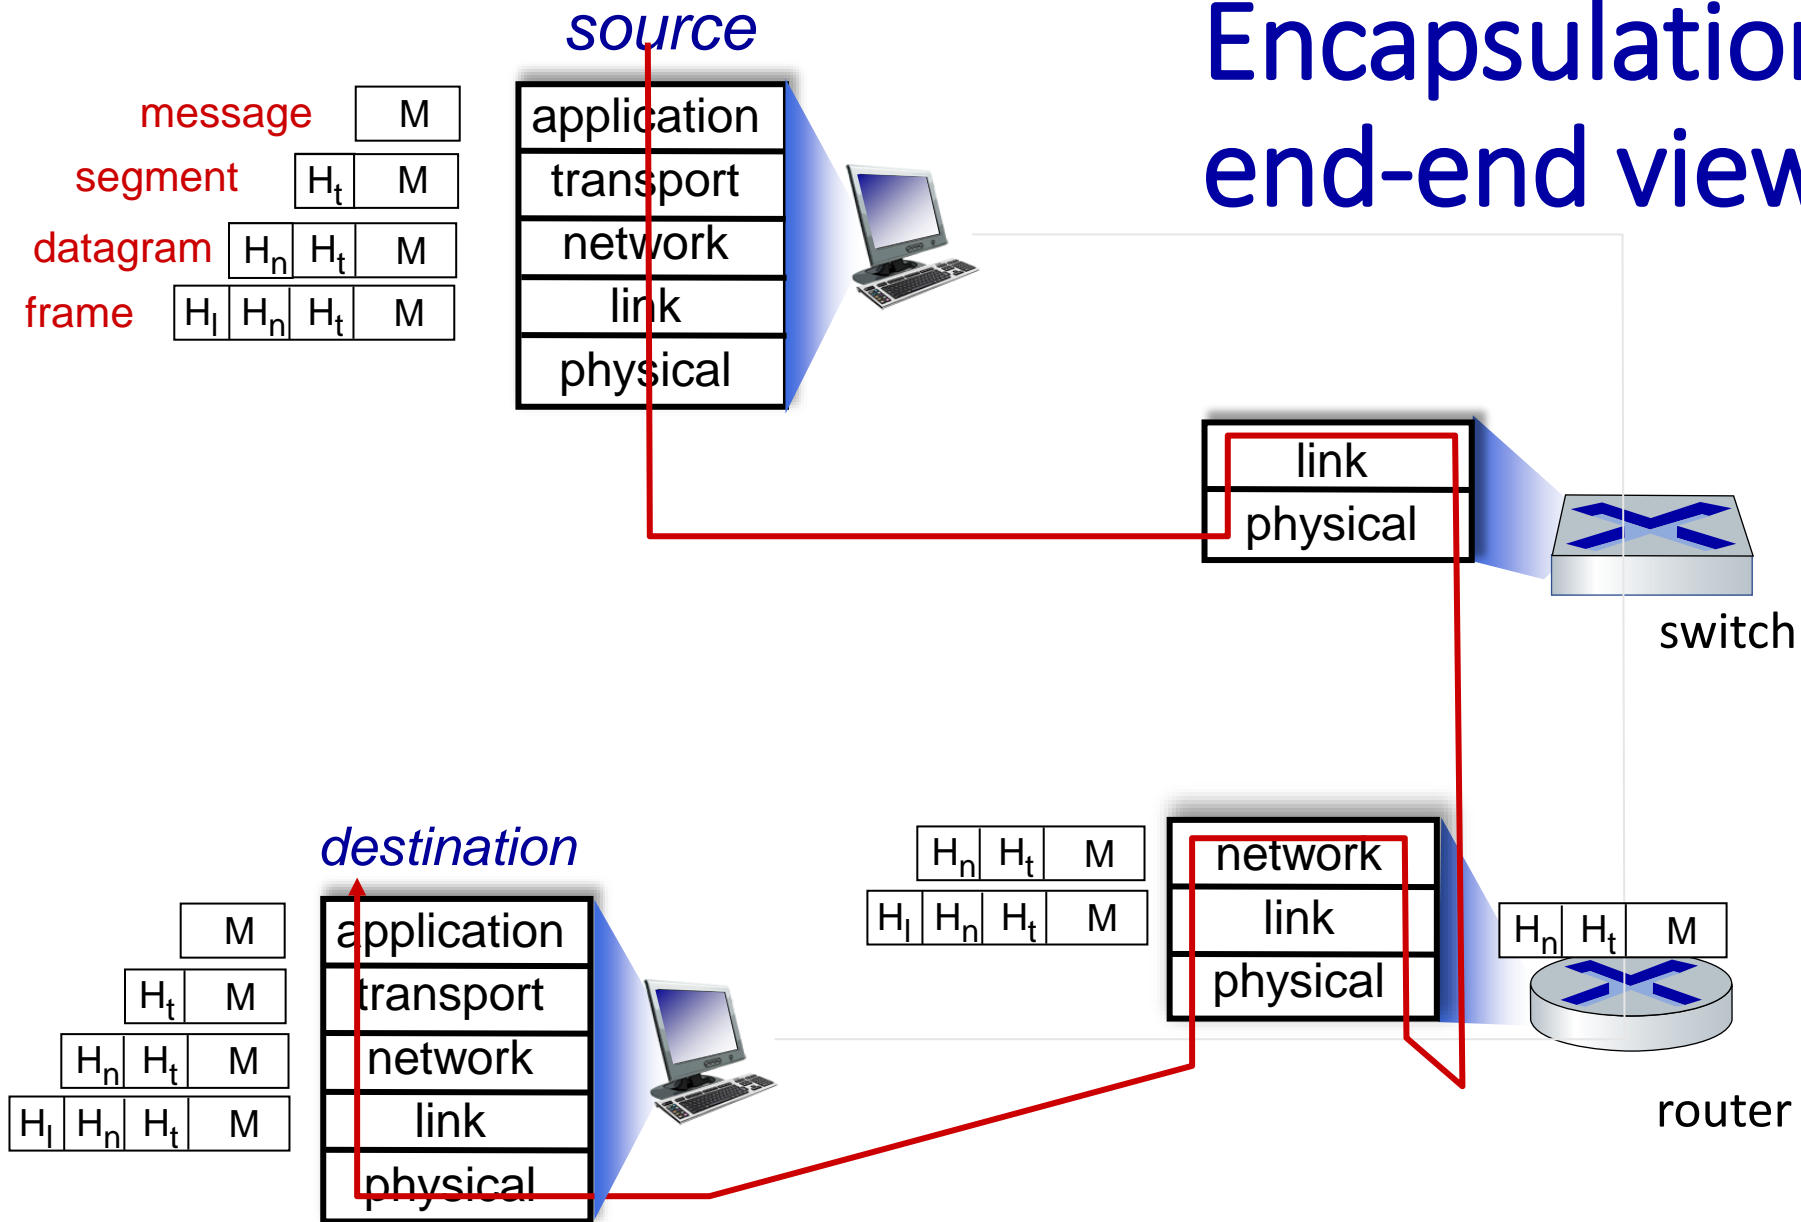 source
Encapsulation
end-end view
message M
segment Ht M
datagram Hn Ht M
frame Hl Hn Ht M
application
transport
network
link
physical
link
physical
switch
destination
M
Ht M
Hn Ht M
Hl Hn Ht M
application
transport
network
link
physical
Hn Ht M
Hl Hn Ht M
network
link
physical
Hn Ht M
router